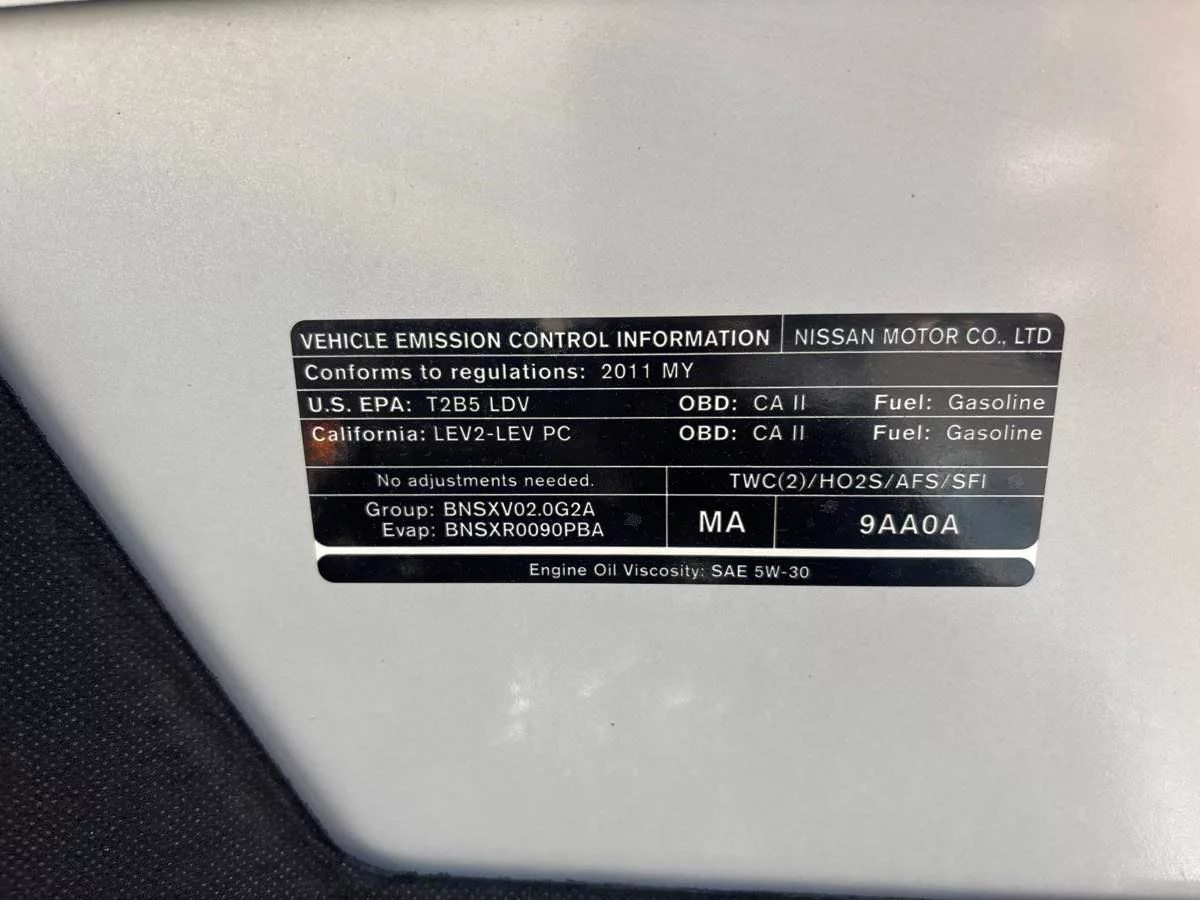 VEHICLE EMISSION CONTROL INFORMATION NISSAN MOTOR CO., LTD
Conforms to regulations: 2011 MY
U.S. EPA: T2B5 LDV OBD: CA II Fuel: Gasoline
California: LEV2-LEV PC OBD: CA II Fuel: Gasoline
No adjustments needed. TWC(2)/HO2S/AFS/SFI
Group: BNSXV02.0G2A
Evap: BNSXR0090PBA
MA 9AA0A
Engine Oil Viscosity: SAE 5W-30